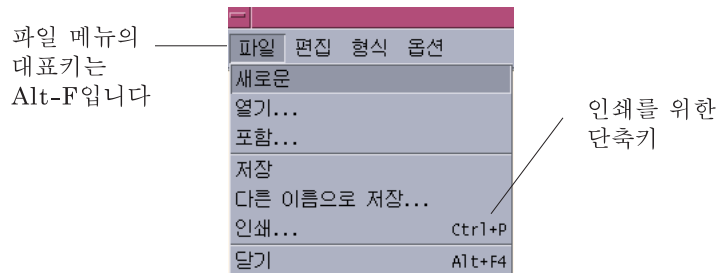 파일 메뉴의
대표키는
Alt-F입니다
파일 편집 형식 옵션
새로운
열기...
포함...
저장
다른 이름으로 저장...
인쇄... Ctrl+P
닫기 Alt+F4
인쇄를 위한
단축키